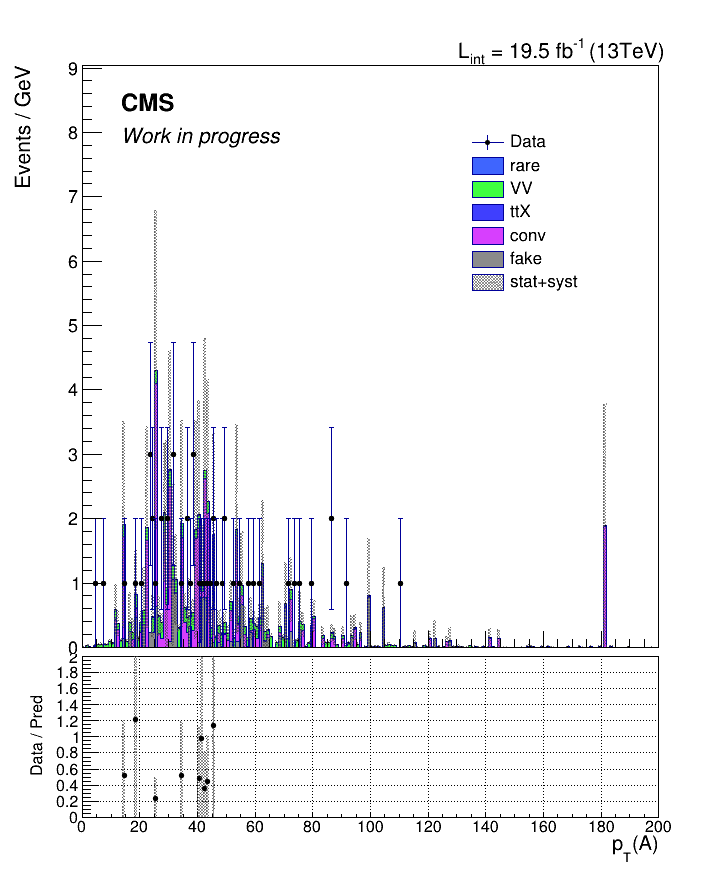 L_int = 19.5 fb^-1 (13TeV)
Events / GeV
9
8
7
6
5
4
3
2
1
0
CMS
Work in progress
Data
rare
VV
ttX
conv
fake
stat+syst
Data / Pred
2
1.8
1.6
1.4
1.2
1
0.8
0.6
0.4
0.2
0
0 20 40 60 80 100 120 140 160 180 200
p_T(A)